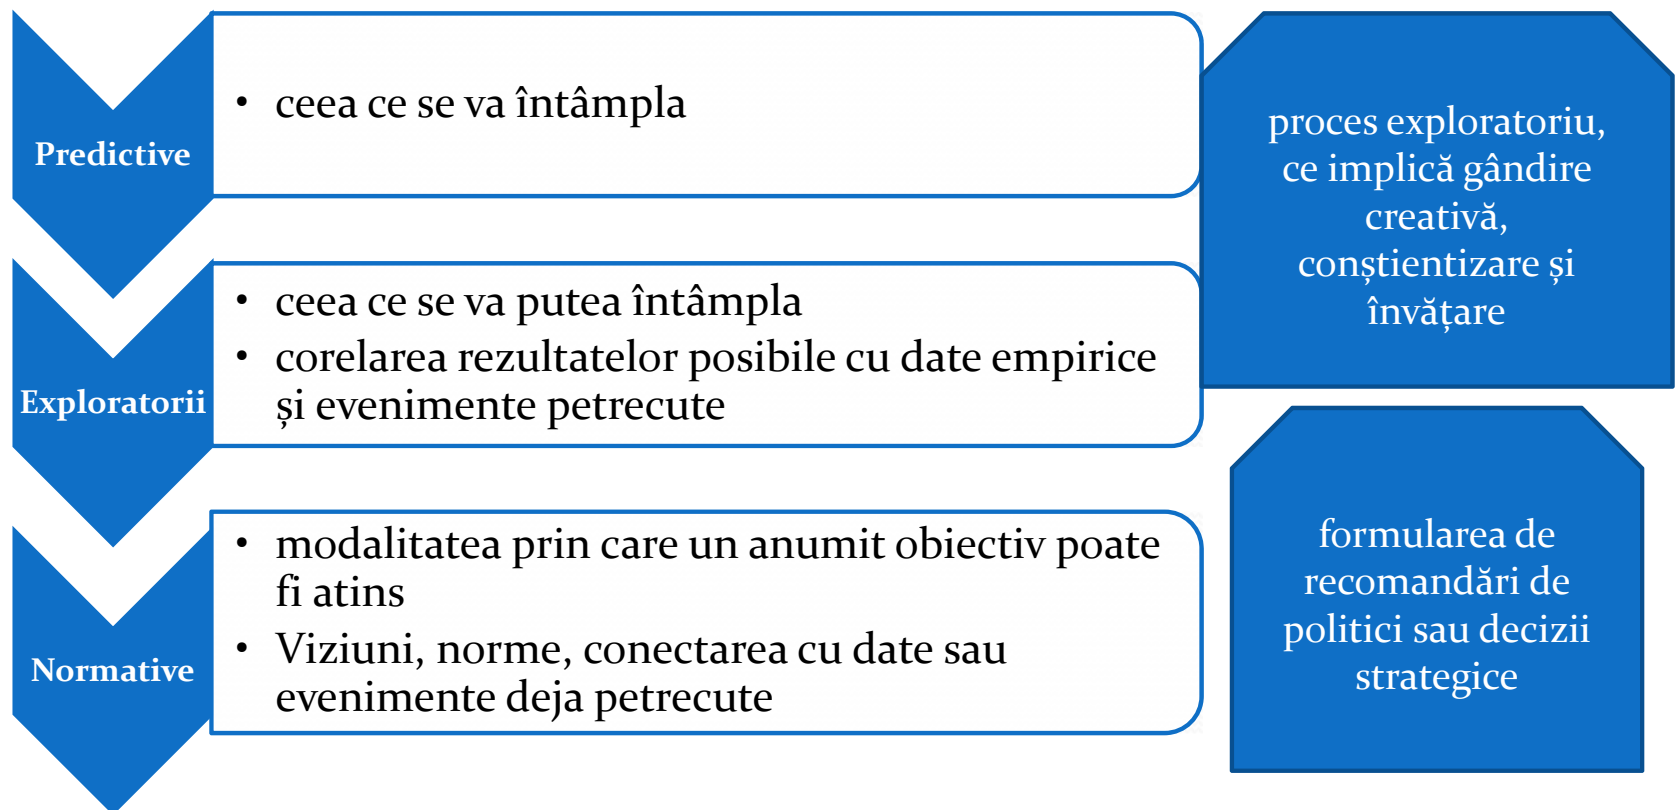 Predictive
• ceea ce se va întâmpla
Exploratorii
• ceea ce se va putea întâmpla
• corelarea rezultatelor posibile cu date empirice
și evenimente petrecute
Normative
• modalitatea prin care un anumit obiectiv poate
fi atins
• Viziuni, norme, conectarea cu date sau
evenimente deja petrecute
proces exploratoriu,
ce implică gândire
creativă,
conștientizare și
învățare
formularea de
recomandări de
politici sau decizii
strategice